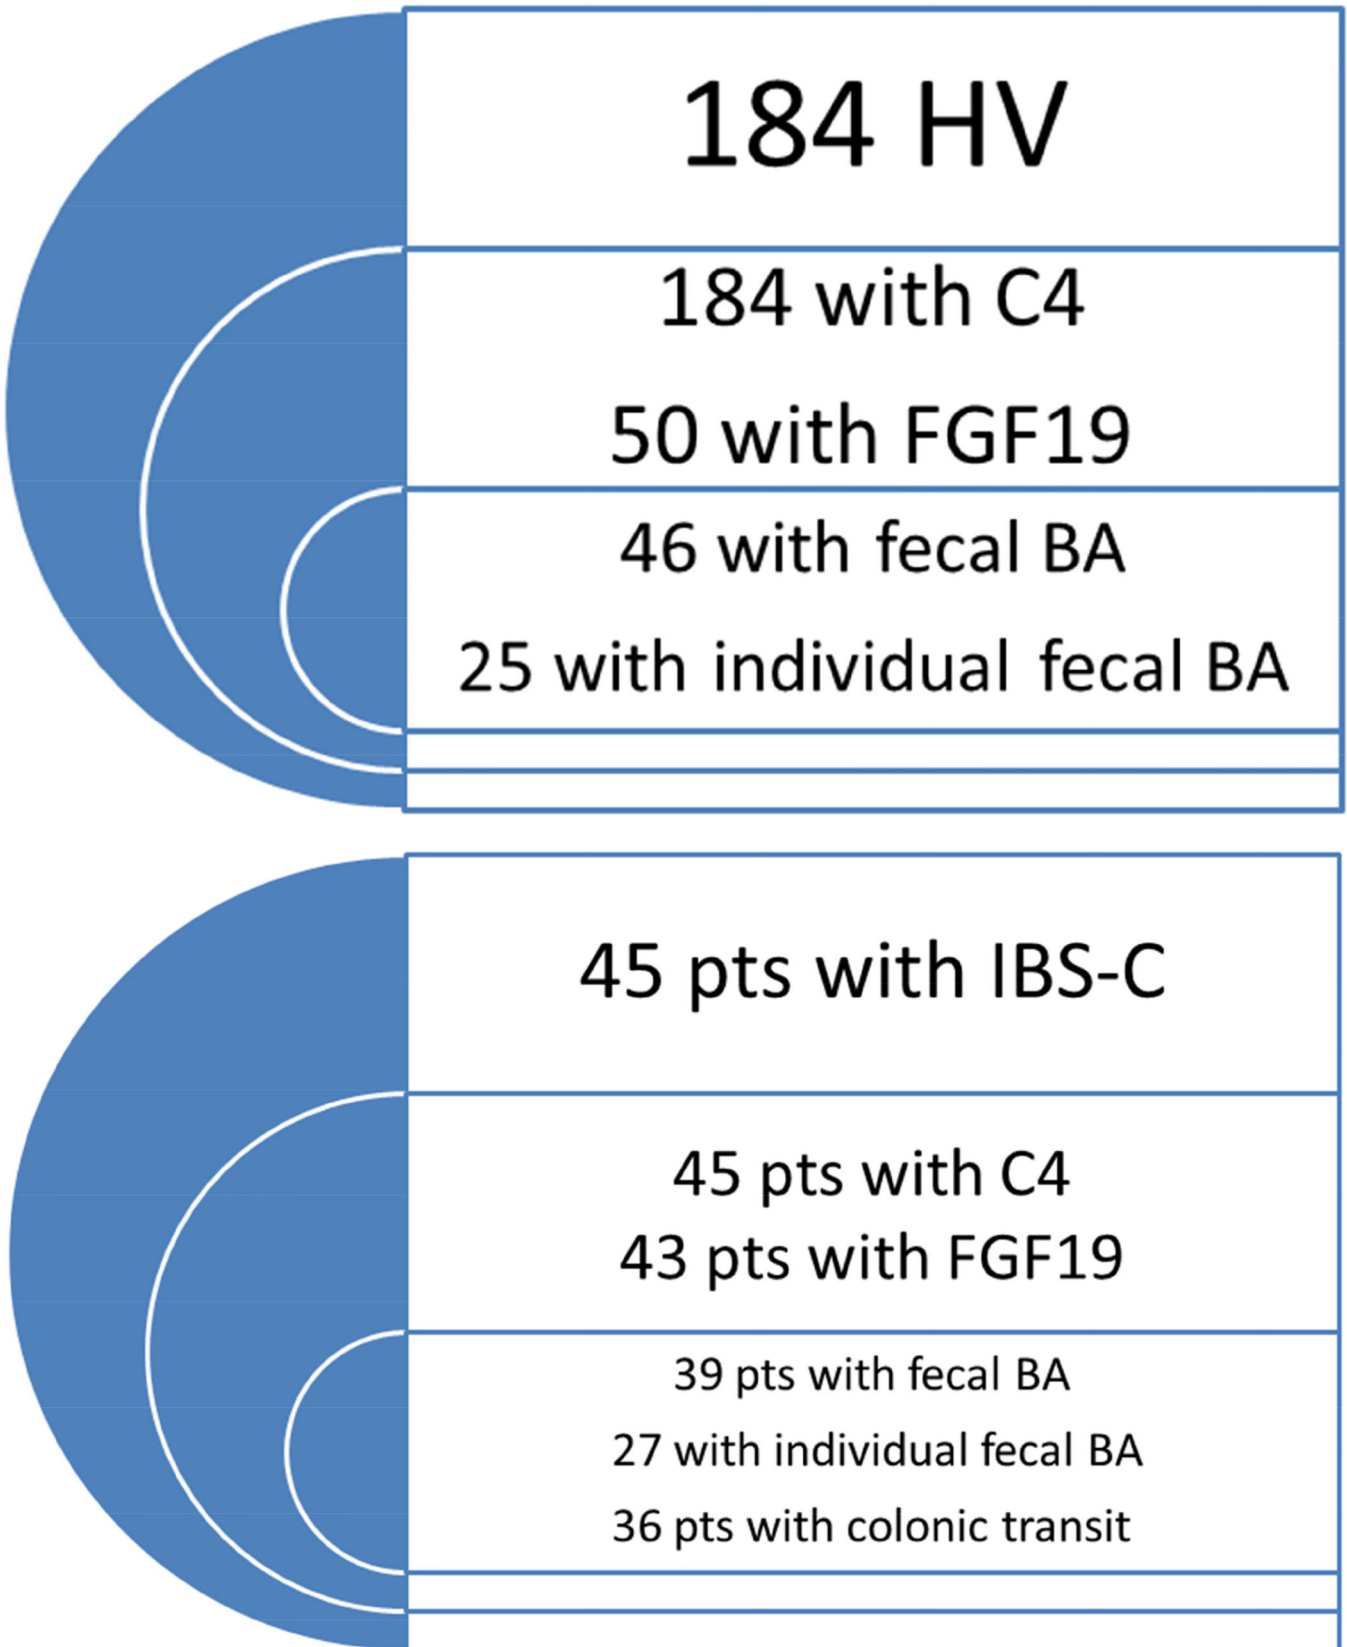 184 HV
184 with C4
50 with FGF19
46 with fecal BA
25 with individual fecal BA
45 pts with IBS-C
45 pts with C4
43 pts with FGF19
39 pts with fecal BA
27 with individual fecal BA
36 pts with colonic transit